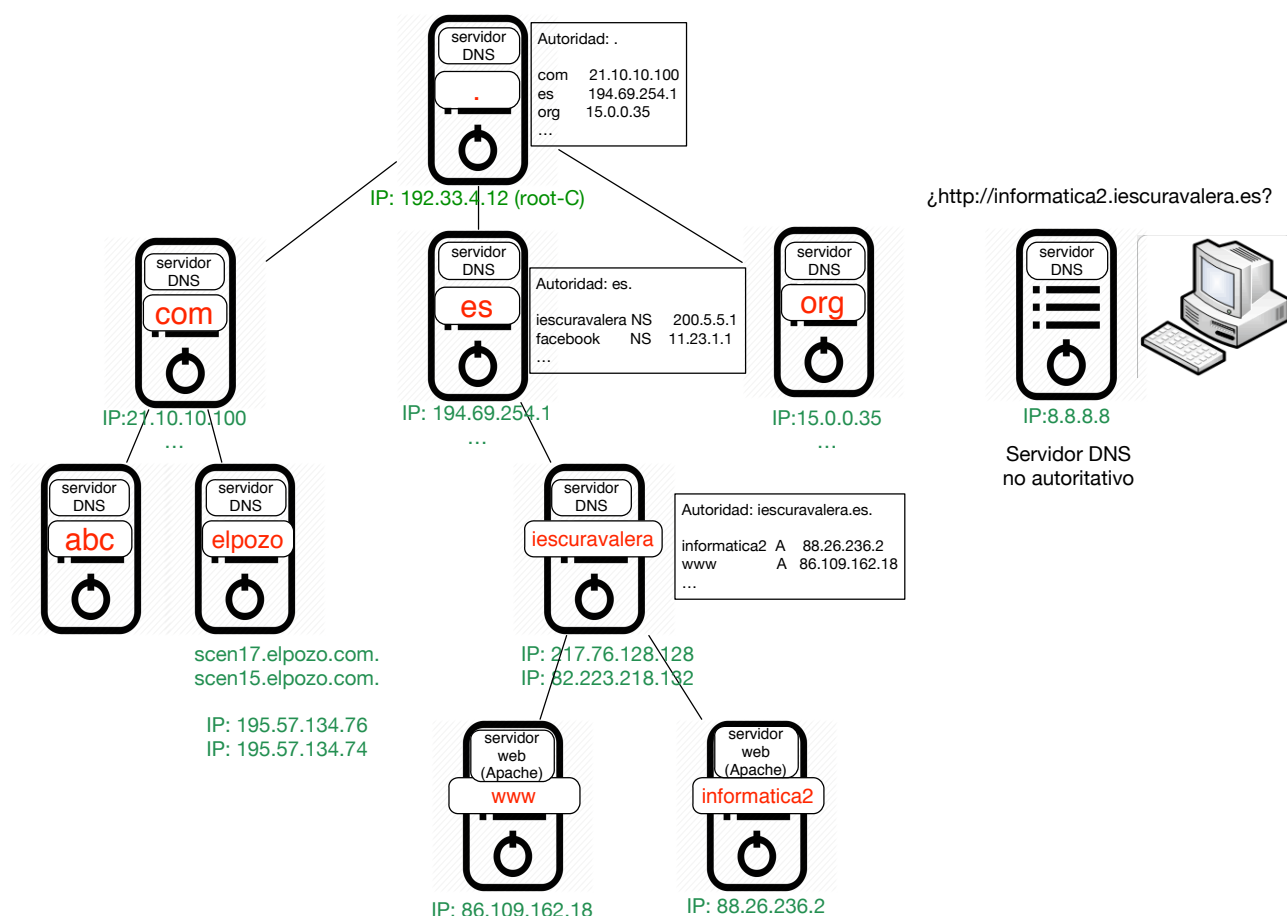 servidor
DNS
.
Autoridad: .
com 21.10.10.100
es 194.69.254.1
org 15.0.0.35
...
IP: 192.33.4.12 (root-C)
¿http://informatica2.iescuravalera.es?
servidor
DNS
com
IP:21.10.10.100
...
servidor
DNS
es
Autoridad: es.
iescuravalera NS 200.5.5.1
facebook NS 11.23.1.1
...
IP: 194.69.254.1
...
servidor
DNS
org
IP:15.0.0.35
...
servidor
DNS
IP:8.8.8.8
Servidor DNS
no autoritativo
servidor
DNS
abc
servidor
DNS
elpozo
scen17.elpozo.com.
scen15.elpozo.com.
IP: 195.57.134.76
IP: 195.57.134.74
servidor
DNS
iescuravalera
Autoridad: iescuravalera.es.
informatica2 A 88.26.236.2
www A 86.109.162.18
...
IP: 217.76.128.128
IP: 82.223.218.132
servidor
web
(Apache)
www
IP: 86.109.162.18
servidor
web
(Apache)
informatica2
IP: 88.26.236.2